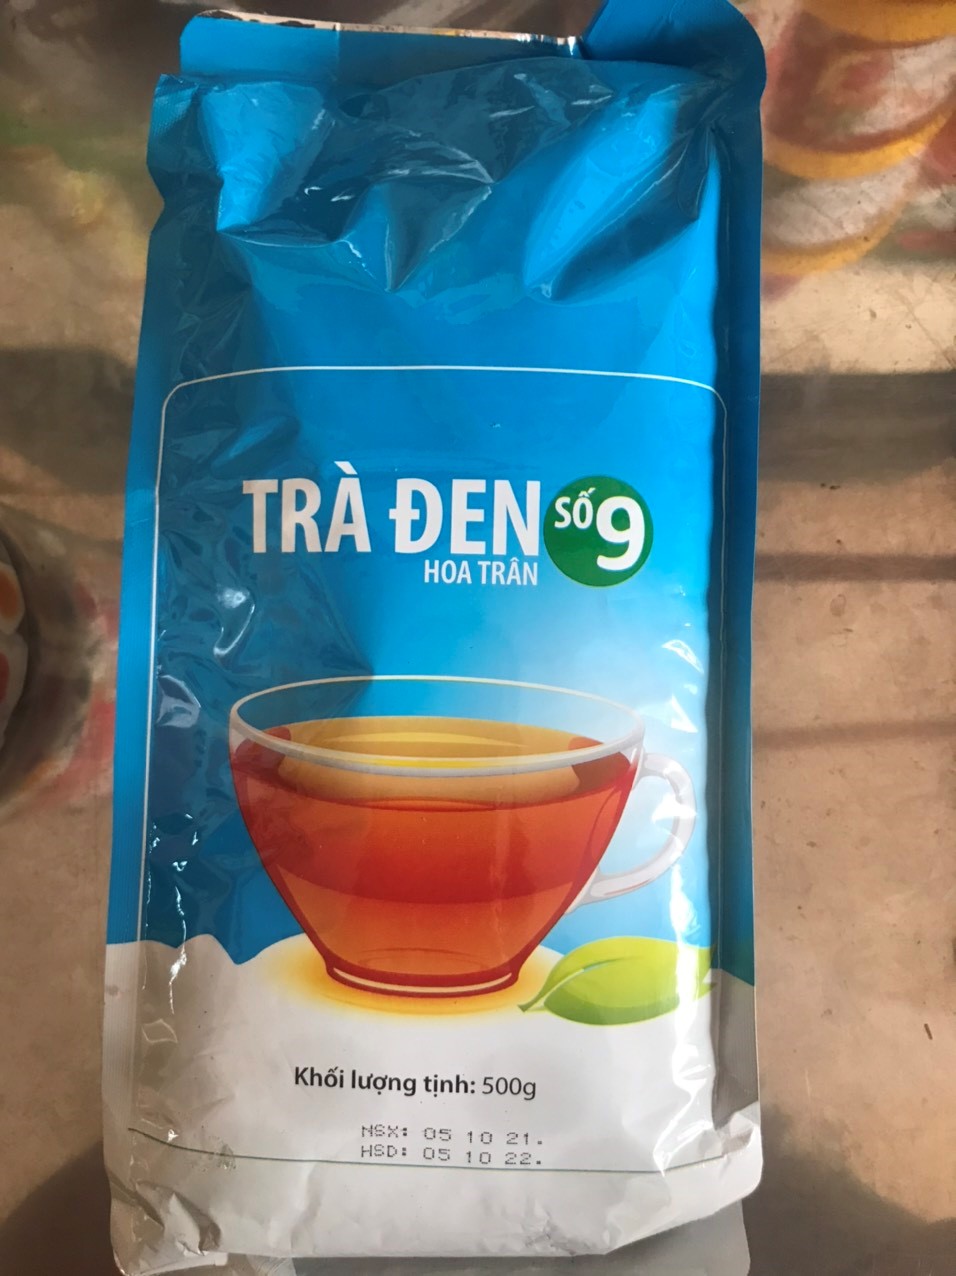 TRÀ ĐEN SỐ 9
HOA TRÂN
Khối lượng tịnh: 500g
NSX: 05 10 21.
HSD: 05 10 22.